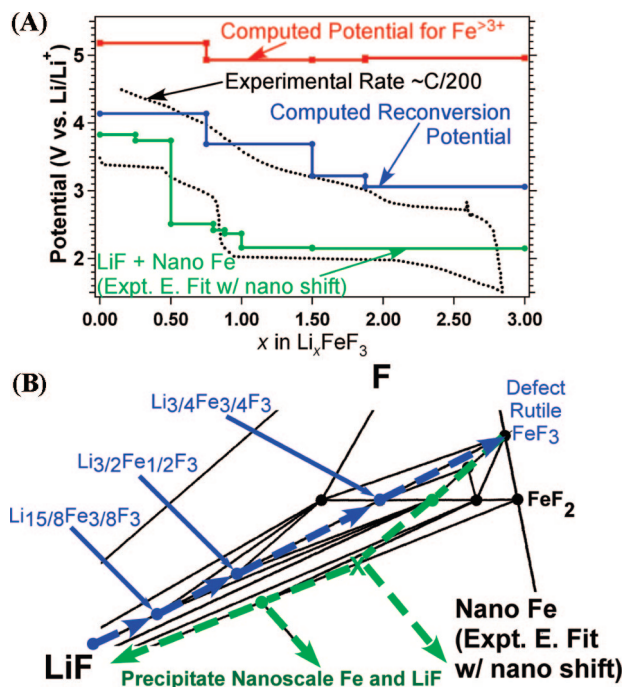 (A)
Computed Potential for Fe>3+
Experimental Rate ~C/200
Computed Reconversion
Potential
LiF + Nano Fe
(Expt. E. Fit w/ nano shift)
Potential (V vs. Li/Li+)
5
4
3
2
0.00 0.50 1.00 1.50 2.00 2.50 3.00
x in LixFeF3
(B)
F
Li3/4Fe3/4F3
Defect
Rutile
FeF3
Li3/2Fe1/2F3
Li15/8Fe3/8F3
FeF2
Nano Fe
(Expt. E. Fit
w/ nano shift)
LiF
Precipitate Nanoscale Fe and LiF